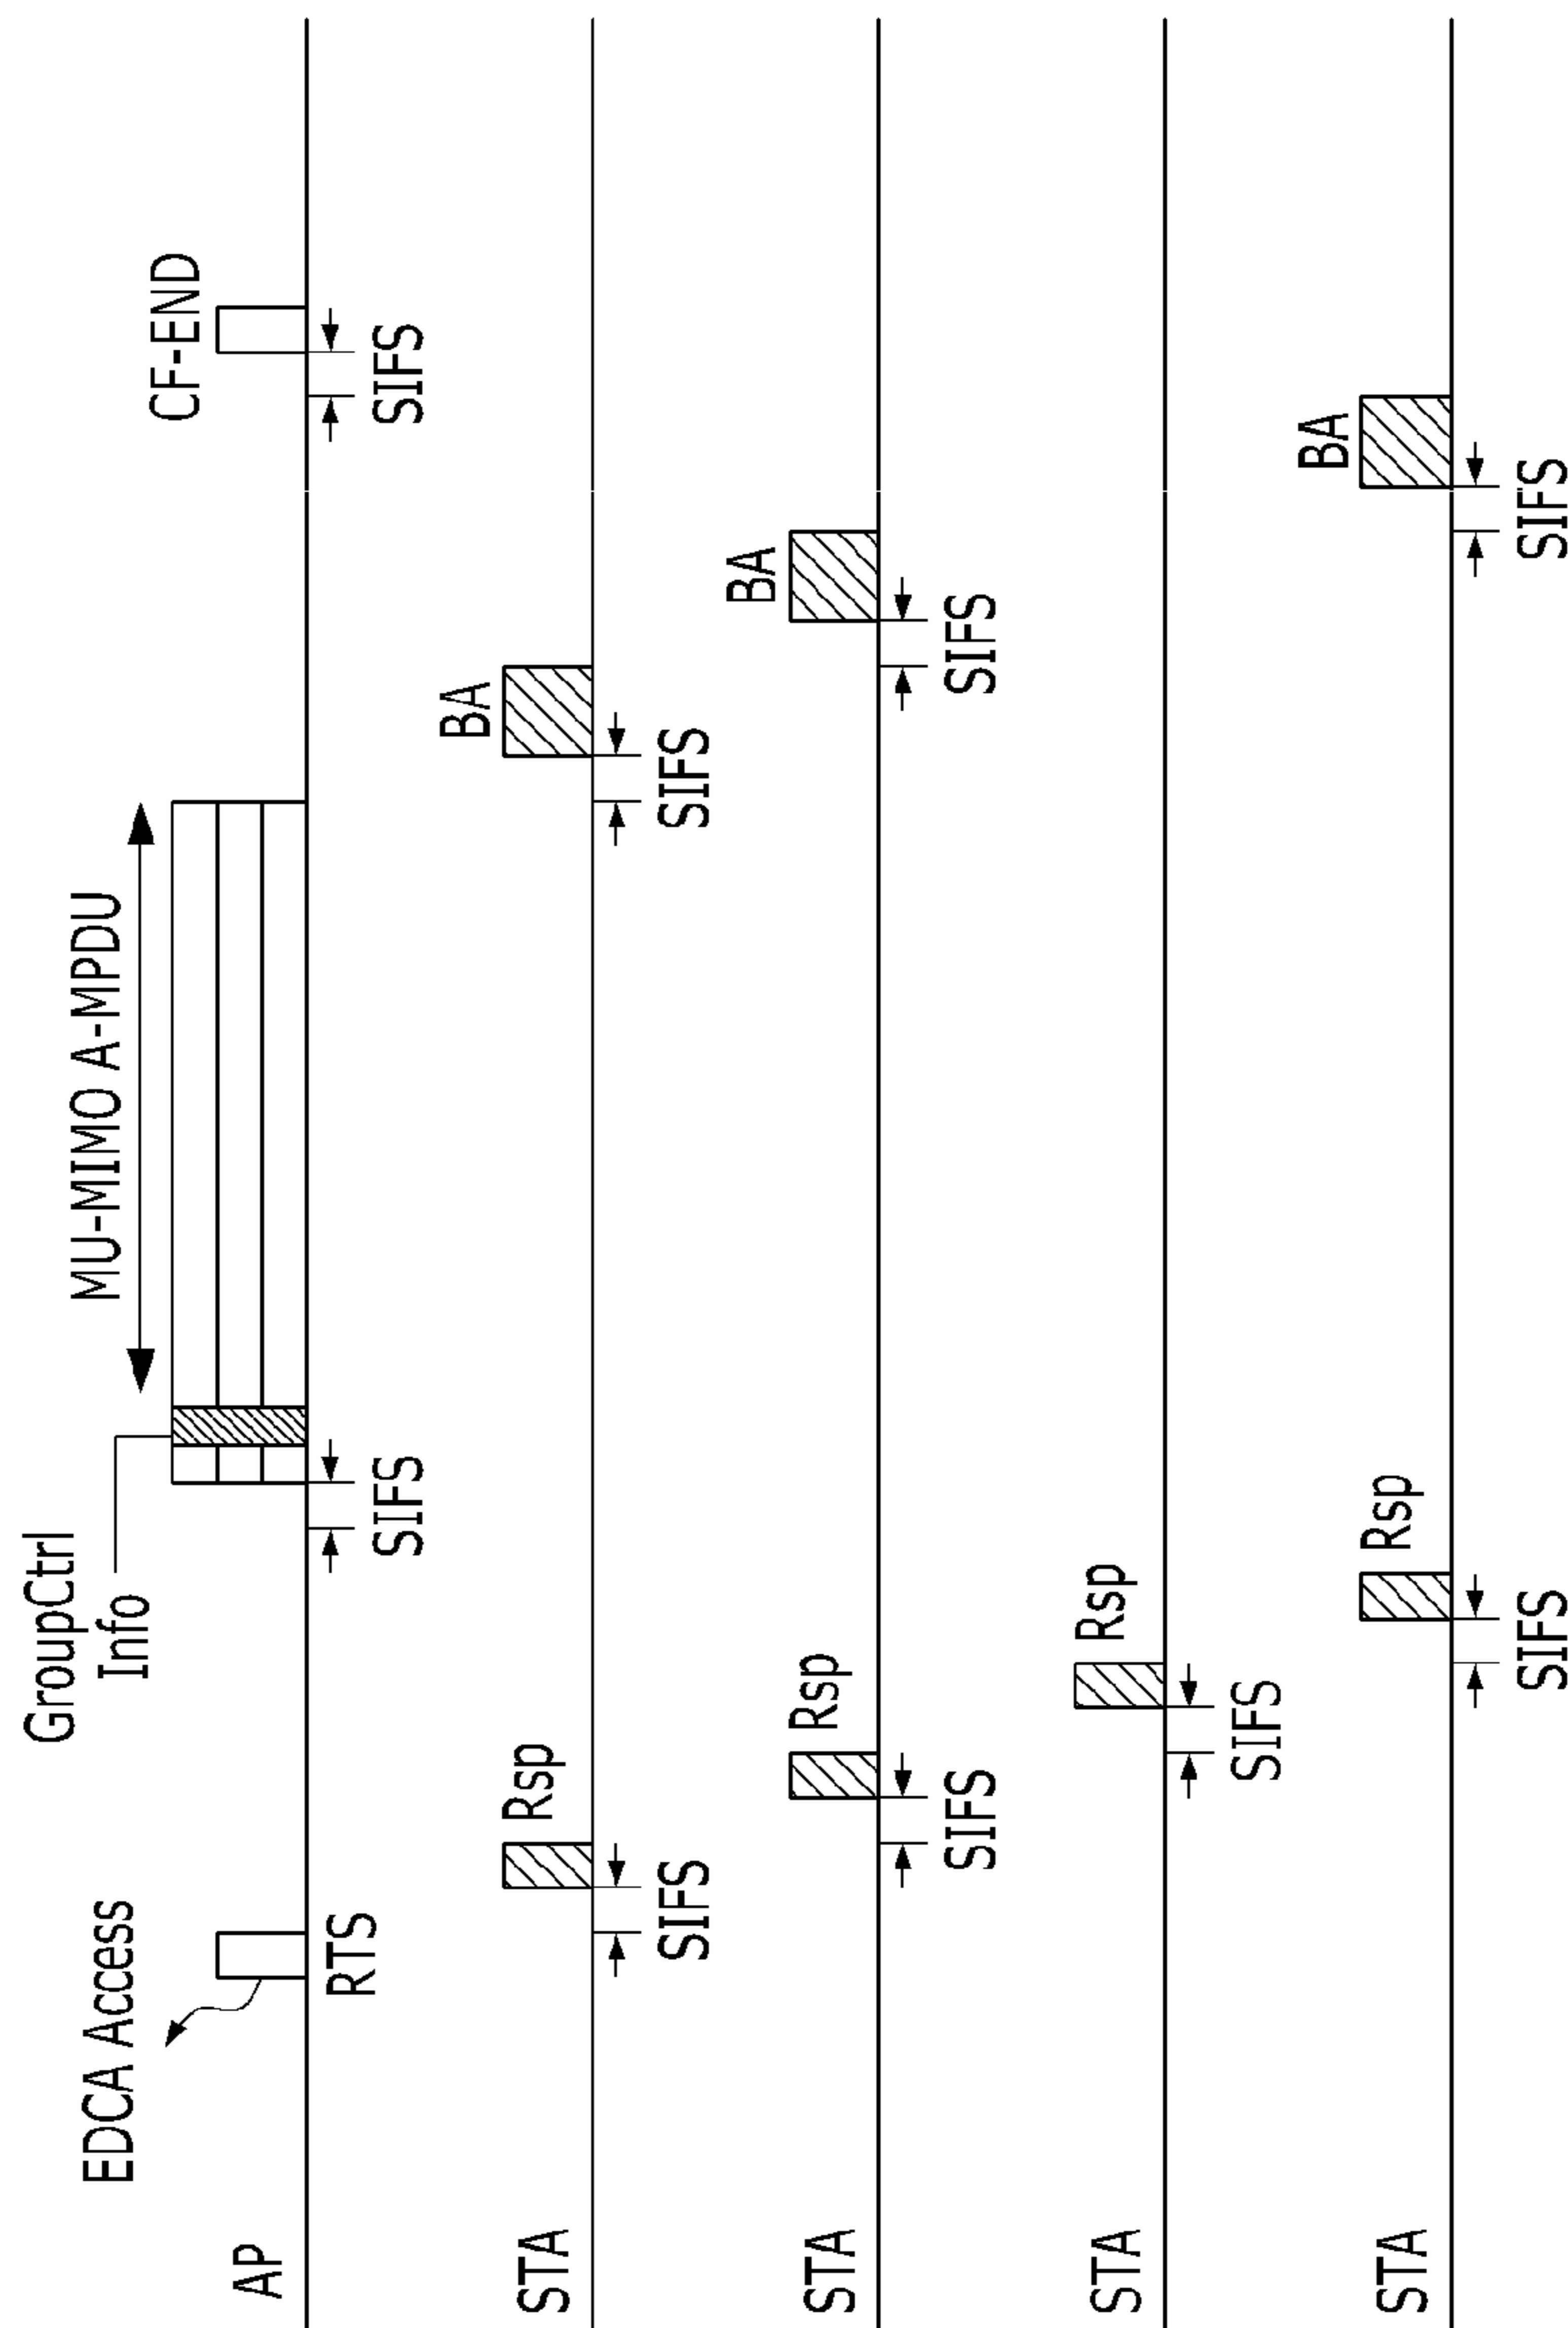 EDCA Access
GroupCtrl
Info
MU-MIMO A-MPDU
CF-END
AP
RTS
SIFS
SIFS
STA
Rsp
BA
SIFS
SIFS
STA
Rsp
BA
SIFS
SIFS
STA
Rsp
SIFS
STA
Rsp
BA
SIFS
SIFS